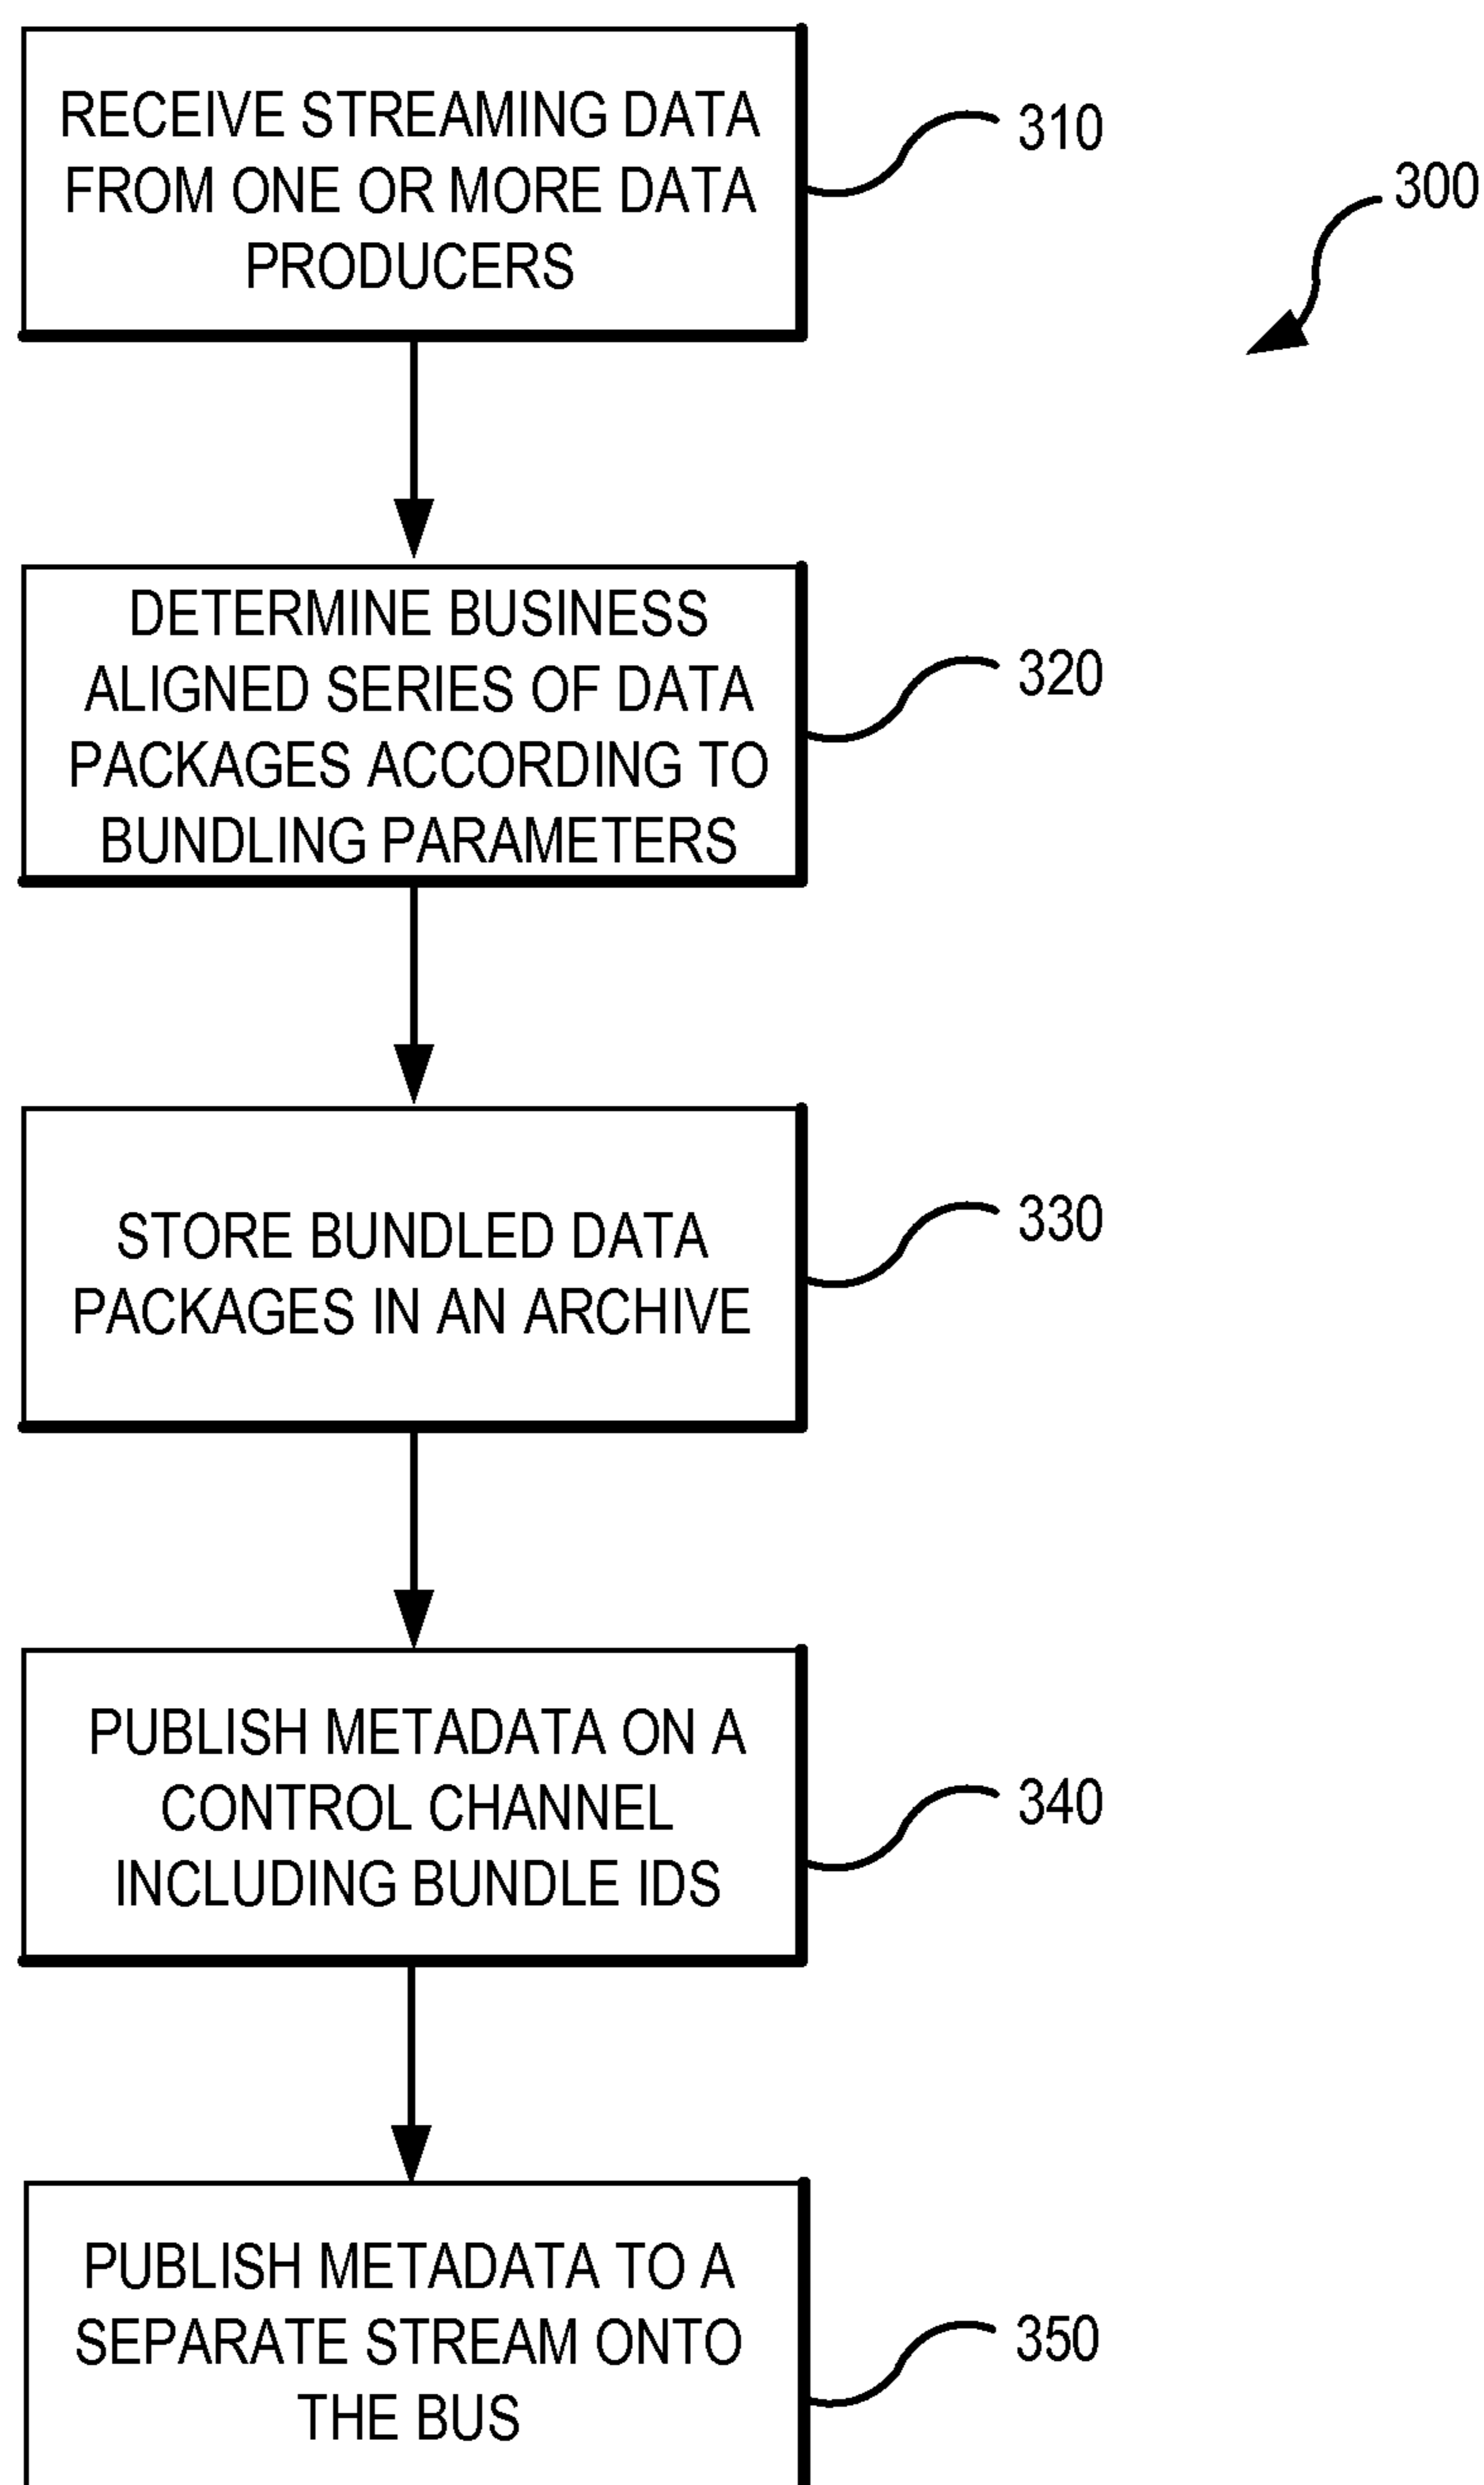 RECEIVE STREAMING DATA
FROM ONE OR MORE DATA
PRODUCERS
310
300
DETERMINE BUSINESS
ALIGNED SERIES OF DATA
PACKAGES ACCORDING TO
BUNDLING PARAMETERS
320
STORE BUNDLED DATA
PACKAGES IN AN ARCHIVE
330
PUBLISH METADATA ON A
CONTROL CHANNEL
INCLUDING BUNDLE IDS
340
PUBLISH METADATA TO A
SEPARATE STREAM ONTO
THE BUS
350